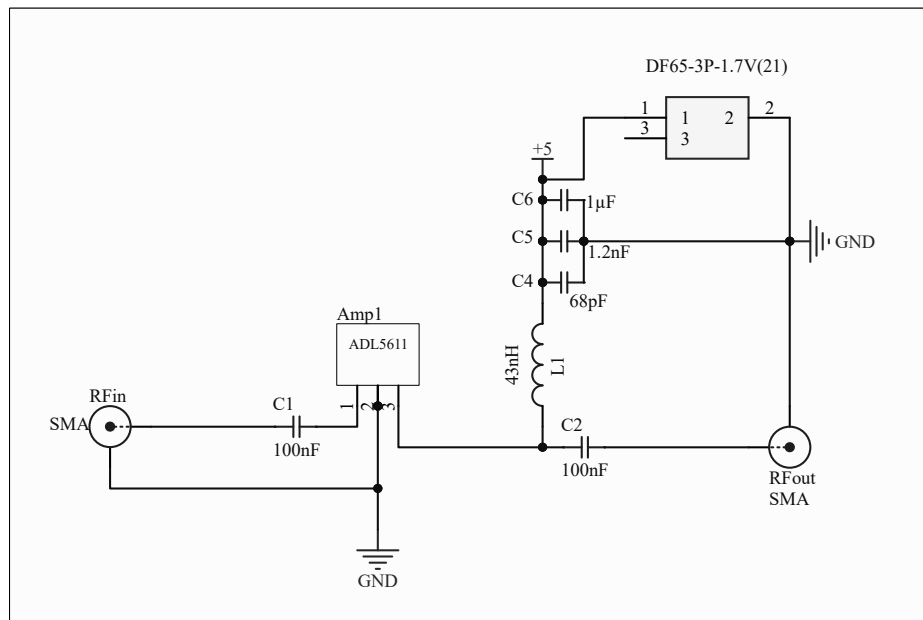 DF65-3P-1.7V(21)
1
1
2
2
3
3
+5
C6
1µF
C5
1.2nF
GND
C4
68pF
Amp1
ADL5611
43nH
L1
1
2
3
RFin
SMA
C1
100nF
C2
100nF
RFout
SMA
GND